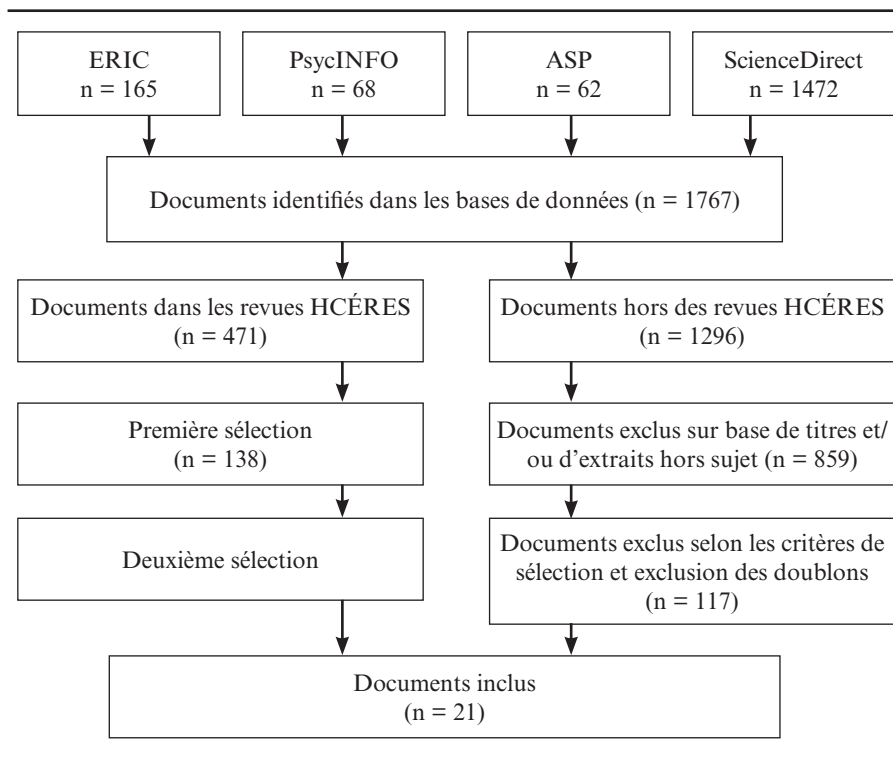 ERIC
n = 165
PsycINFO
n = 68
ASP
n = 62
ScienceDirect
n = 1472
Documents identifiés dans les bases de données (n = 1767)
Documents dans les revues HCÉRES
(n = 471)
Documents hors des revues HCÉRES
(n = 1296)
Première sélection
(n = 138)
Documents exclus sur base de titres et/
ou d’extraits hors sujet (n = 859)
Deuxième sélection
Documents exclus selon les critères de
sélection et exclusion des doublons
(n = 117)
Documents inclus
(n = 21)